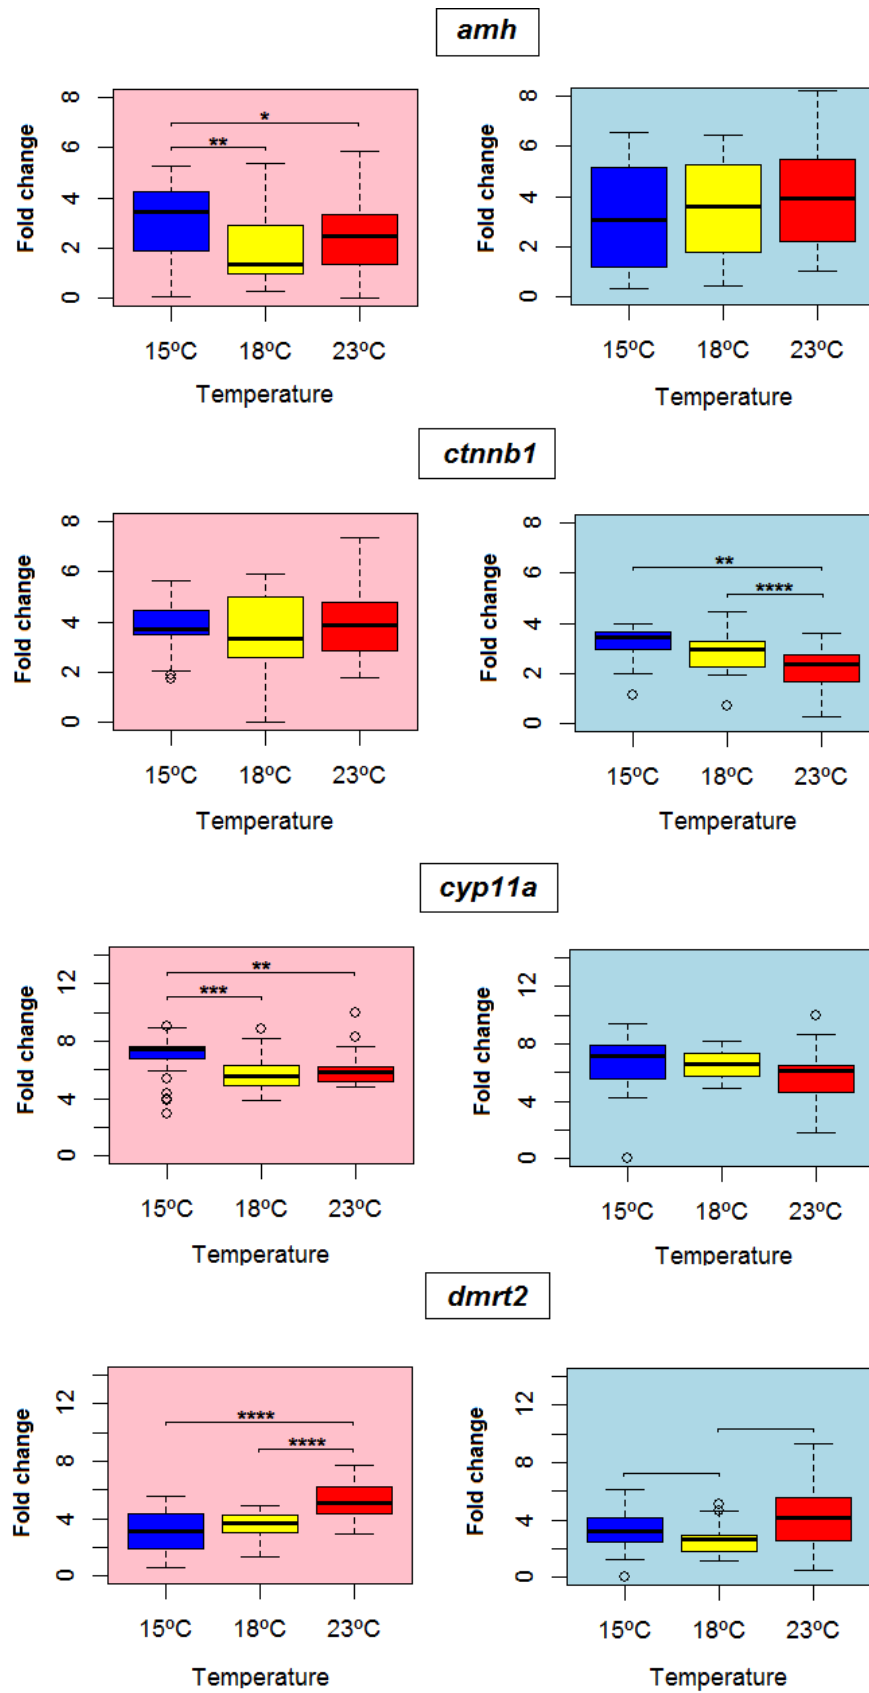 amh
8
6
4
2
0
Fold change
*
**
15ºC 18ºC 23ºC
Temperature
8
6
4
2
0
Fold change
15ºC 18ºC 23ºC
Temperature
ctnnb1
8
6
4
2
0
Fold change
15ºC 18ºC 23ºC
Temperature
8
6
4
2
0
Fold change
**
****
15ºC 18ºC 23ºC
Temperature
cyp11a
12
8
4
0
Fold change
**
***
15ºC 18ºC 23ºC
Temperature
12
8
4
0
Fold change
15ºC 18ºC 23ºC
Temperature
dmrt2
12
8
4
0
Fold change
****
****
15ºC 18ºC 23ºC
Temperature
12
8
4
0
Fold change
15ºC 18ºC 23ºC
Temperature